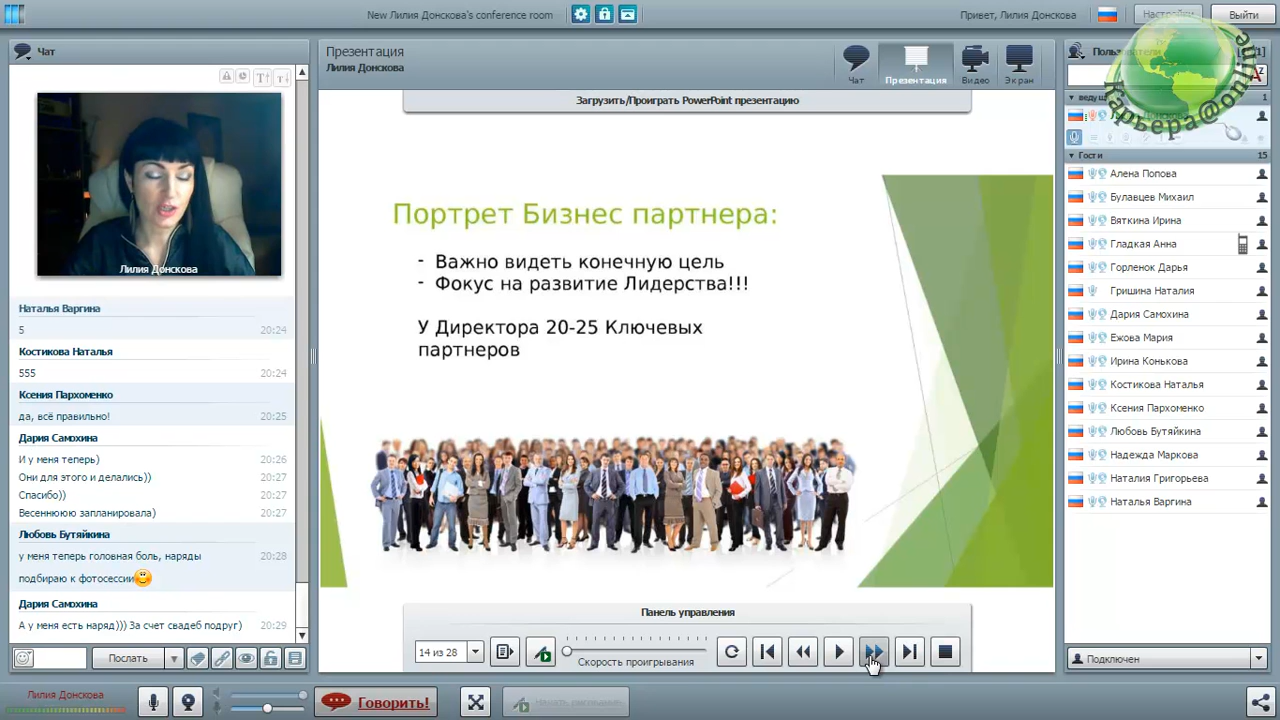 New Лилия Донскова's conference room
Привет, Лилия Донскова
Настройки
Выйти
Чат
Лилия Донскова
Наталья Варгина
5
20:24
Костикова Наталья
555
20:24
Ксения Пархоменко
да, всё правильно!
20:25
Дария Самохина
И у меня теперь)
20:26
Они для этого и делались))
20:27
Спасибо))
20:27
Весеннююю запланировала)
20:27
Любовь Бутяйкина
у меня теперь головная боль, наряды
20:28
подбираю к фотосессии
Дария Самохина
А у меня есть наряд))) За счет свадеб подруг)
20:29
Послать
Презентация
Лилия Донскова
Чат
Презентация
Видео
Экран
Загрузить/Проиграть PowerPoint презентацию
Портрет Бизнес партнера:
- Важно видеть конечную цель
- Фокус на развитие Лидерства!!!
У Директора 20-25 Ключевых
партнеров
Панель управления
14 из 28
Скорость проигрывания
карьера@online
1
Гости
15
Алена Попова
Булавцев Михаил
Вяткина Ирина
Гладкая Анна
Горленок Дарья
Гришина Наталия
Дария Самохина
Ежова Мария
Ирина Конькова
Костикова Наталья
Ксения Пархоменко
Любовь Бутяйкина
Надежда Маркова
Наталия Григорьева
Наталья Варгина
Подключен
Лилия Донскова
Говорить!
Начать рисование